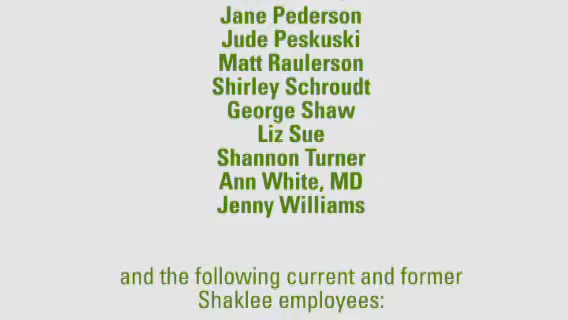 Jane Pederson
Jude Peskuski
Matt Raulerson
Shirley Schroudt
George Shaw
Liz Sue
Shannon Turner
Ann White, MD
Jenny Williams
and the following current and former
Shaklee employees: